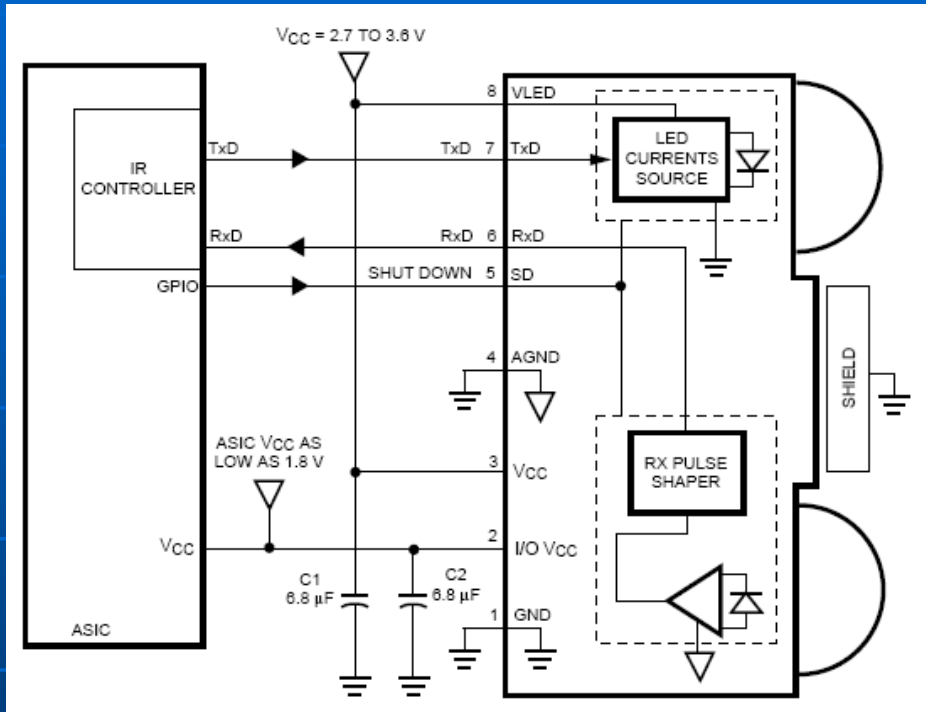 VCC = 2.7 TO 3.6 V
8 VLED
LED
CURRENTS
SOURCE
IR
CONTROLLER
TxD
TxD 7 TxD
RxD
RxD 6 RxD
GPIO
SHUT DOWN 5 SD
4 AGND
SHIELD
ASIC VCC AS
LOW AS 1.8 V
3 VCC
RX PULSE
SHAPER
VCC
2 I/O VCC
C1
6.8 µF
C2
6.8 µF
1 GND
ASIC